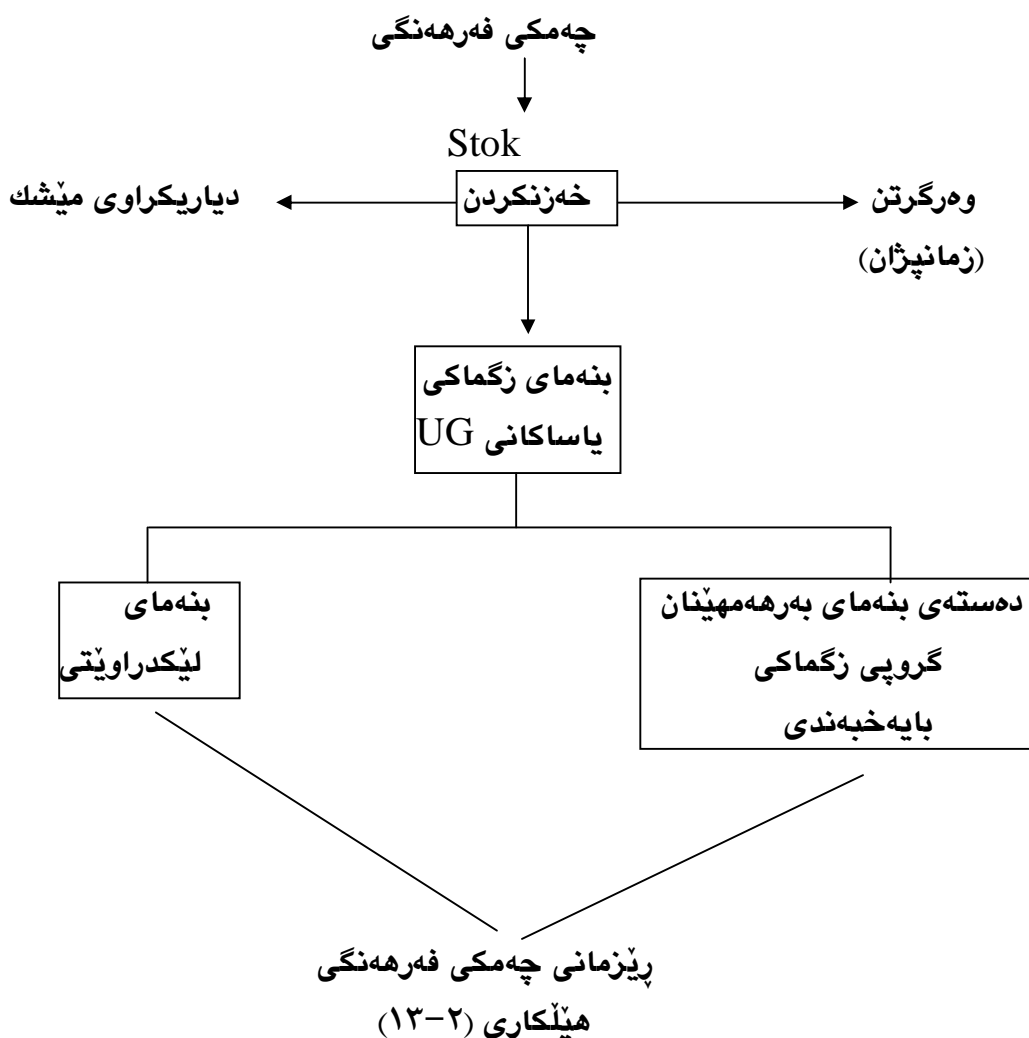 چەمکی فەرهەنگی
Stok
خەزنکردن
وەرگرتن
(زمانپژان)
دیاریکراوی مێشك
بنەمای زگماکی
یاساکانی UG
دەستەی بنەمای بەرهەمهێنان
گروپی زگماکی
بایەخبەندی
بنەمای
لێکدراوێتی
ڕێزمانی چەمکی فەرهەنگی
هێڵکاری (٢-١٣)